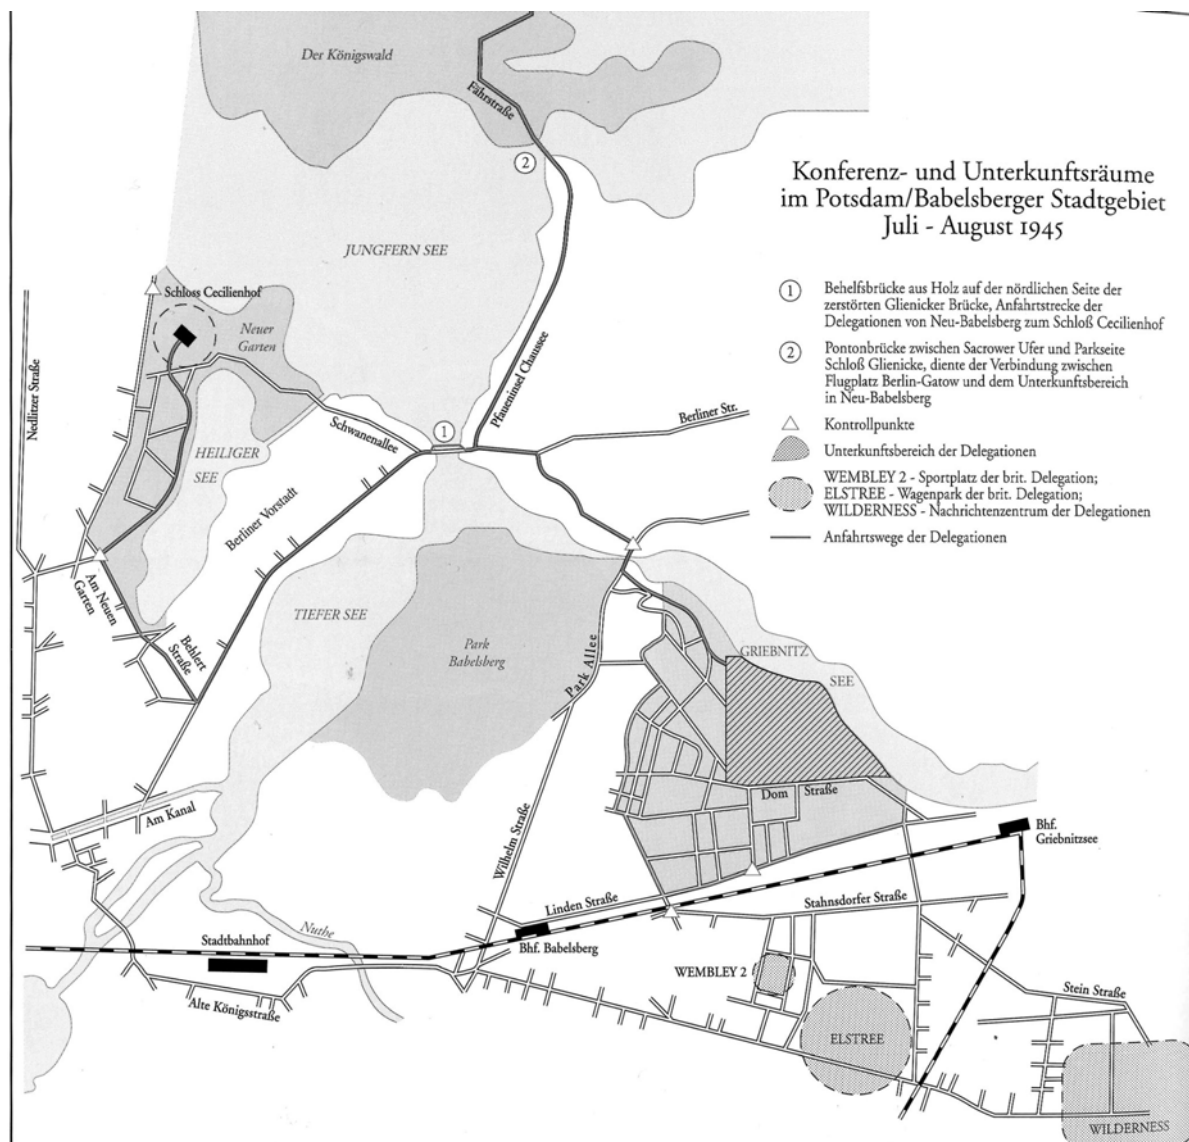 Der Königswald
Fährstraße
2
Konferenz- und Unterkunftsräume
im Potsdam/Babelsberger Stadtgebiet
Juli - August 1945
JUNGFERN SEE
1 Behelfsbrücke aus Holz auf der nördlichen Seite der
zerstörten Glienicker Brücke, Anfahrtstrecke der
Delegationen von Neu-Babelsberg zum Schloß Cecilienhof
2 Pontonbrücke zwischen Sacrower Ufer und Parkseite
Schloß Glienicke, diente der Verbindung zwischen
Flugplatz Berlin-Gatow und dem Unterkunftsbereich
in Neu-Babelsberg
Kontrollpunkte
Unterkunftsbereich der Delegationen
WEMBLEY 2 - Sportplatz der brit. Delegation;
ELSTREE - Wagenpark der brit. Delegation;
WILDERNESS - Nachrichtenzentrum der Delegationen
Anfahrtswege der Delegationen
Schloss Cecilienhof
Neuer
Garten
Nedlitzer Straße
Pfaueninsel Chaussee
Berliner Str.
Schwanenallee
1
HEILIGER
SEE
Berliner Vorstadt
Am Neuen
Garten
Behlert
Straße
TIEFER SEE
Park
Babelsberg
Park Allee
GRIEBNITZ
SEE
Dom Straße
Am Kanal
Wilhelm Straße
Bhf.
Griebnitzsee
Linden Straße
Stahnsdorfer Straße
Nuthe
Stadtbahnhof
Bhf. Babelsberg
WEMBLEY 2
Alte Königsstraße
Stein Straße
ELSTREE
WILDERNESS